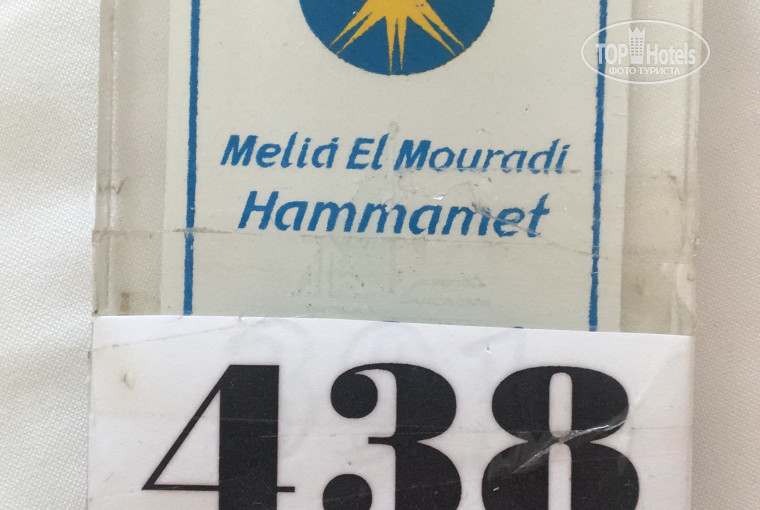 TOP Hotels
ФОТО ТУРИСТА
Meliá El Mouradi
Hammamet
438